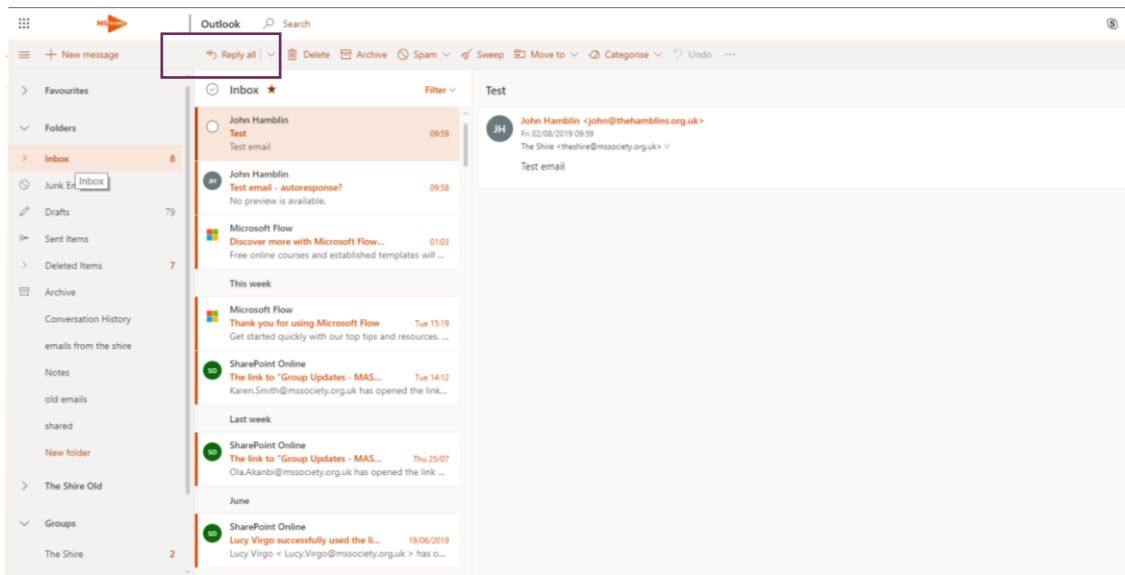 MS Society
Outlook
Search
New message
Reply all
Delete
Archive
Spam
Sweep
Move to
Categorise
Undo
Favourites
Folders
Inbox 8
Junk Em
Inbox
Drafts 79
Sent Items
Deleted Items 7
Archive
Conversation History
emails from the shire
Notes
old emails
shared
New folder
The Shire Old
Groups
The Shire 2
Inbox
Filter
John Hamblin
Test 09:59
Test email
JH
John Hamblin
Test email - autoresponse? 09:58
No preview is available.
Microsoft Flow
Discover more with Microsoft Flow... 01:03
Free online courses and established templates will ...
This week
Microsoft Flow
Thank you for using Microsoft Flow Tue 15:19
Get started quickly with our top tips and resources. ...
SO
SharePoint Online
The link to "Group Updates - MAS... Tue 14:12
Karen.Smith@mssociety.org.uk has opened the link...
Last week
SO
SharePoint Online
The link to "Group Updates - MAS... Thu 25/07
Ola.Akanbi@mssociety.org.uk has opened the link ...
June
SO
SharePoint Online
Lucy Virgo successfully used the li... 19/06/2019
Lucy Virgo < Lucy.Virgo@mssociety.org.uk > has o...
Test
JH
John Hamblin <john@thehamblins.org.uk>
Fri 02/08/2019 09:59
The Shire <theshire@mssociety.org.uk>
Test email